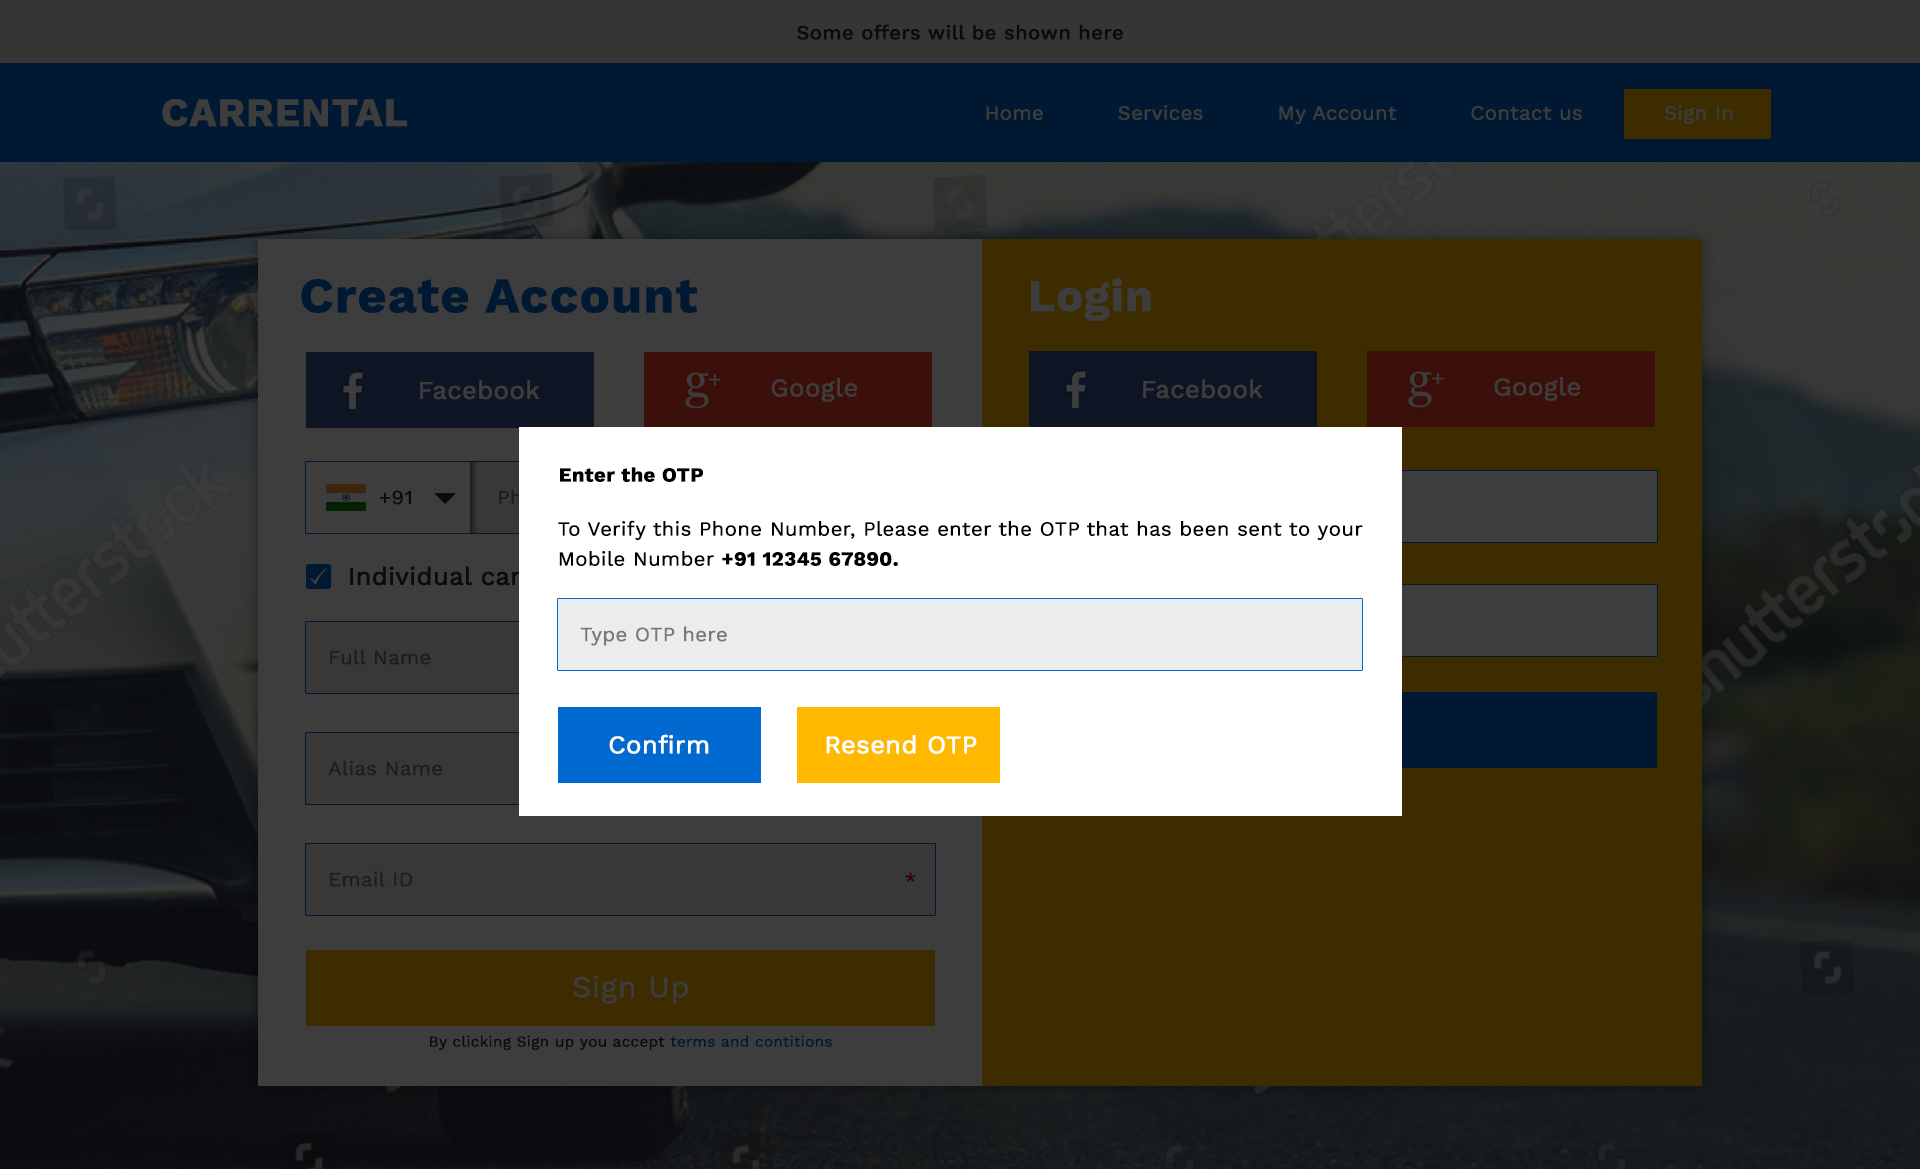 Some offers will be shown here
CARRENTAL
Home
Services
My Account
Contact us
Sign In
Create Account
Facebook
g+ Google
+91
Ph
Individual car
Full Name
Alias Name
Email ID *
Sign Up
By clicking Sign up you accept terms and contitions
Login
Facebook
g+ Google
Enter the OTP
To Verify this Phone Number, Please enter the OTP that has been sent to your
Mobile Number +91 12345 67890.
Type OTP here
Confirm
Resend OTP
shutterstock
shutterstock
utterst